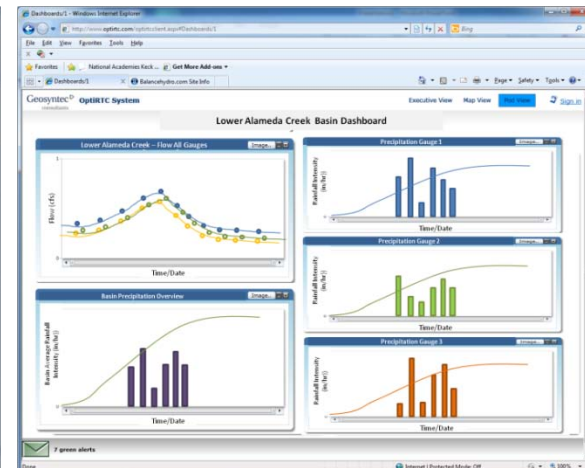 Dashboards/1 - Windows Internet Explorer
Bing
File Edit View Favorites Tools Help
Favorites National Academies Keck ... Get More Add-ons
Dashboards/1 Balancehydro.com Site Info
Page Safety Tools
Geosyntec consultants OptiRTC System Executive View Map View Sign in
Lower Alameda Creek Basin Dashboard
Lower Alameda Creek – Flow All Gauges Image...
Flow (cfs)
1
0
Time/Date
Basin Precipitation Overview Image...
Basin Average Rainfall Intensity (in/hr))
Time/Date
Precipitation Gauge 1 Image...
Rainfall Intensity (in/hr))
Time/Date
Precipitation Gauge 2 Image...
Rainfall Intensity (in/hr))
Time/Date
Precipitation Gauge 3 Image...
Rainfall Intensity (in/hr))
Time/Date
7 green alerts
Done Internet | Protected Mode: Off 100%